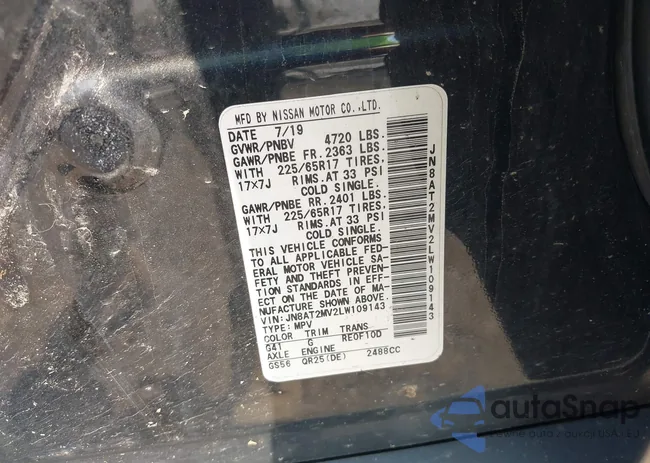 MFD BY NISSAN MOTOR CO.,LTD.
DATE 7/19
GVWR/PNBV 4720 LBS.
GAWR/PNBE FR. 2363 LBS.
WITH 225/65R17 TIRES.
17X7J RIMS.AT 33 PSI
COLD SINGLE.
GAWR/PNBE RR. 2401 LBS.
WITH 225/65R17 TIRES.
17X7J RIMS.AT 33 PSI
COLD SINGLE.
THIS VEHICLE CONFORMS
TO ALL APPLICABLE FED-
ERAL MOTOR VEHICLE SA-
FETY AND THEFT PREVEN-
TION STANDARDS IN EFF-
ECT ON THE DATE OF MA-
NUFACTURE SHOWN ABOVE.
VIN: JN8AT2MV2LW109143
TYPE: MPV
COLOR TRIM TRANS
G41 G RE0F10D
AXLE ENGINE
GS56 QR25(DE) 2488CC
JN8AT2MV2LW109143
autoSnap